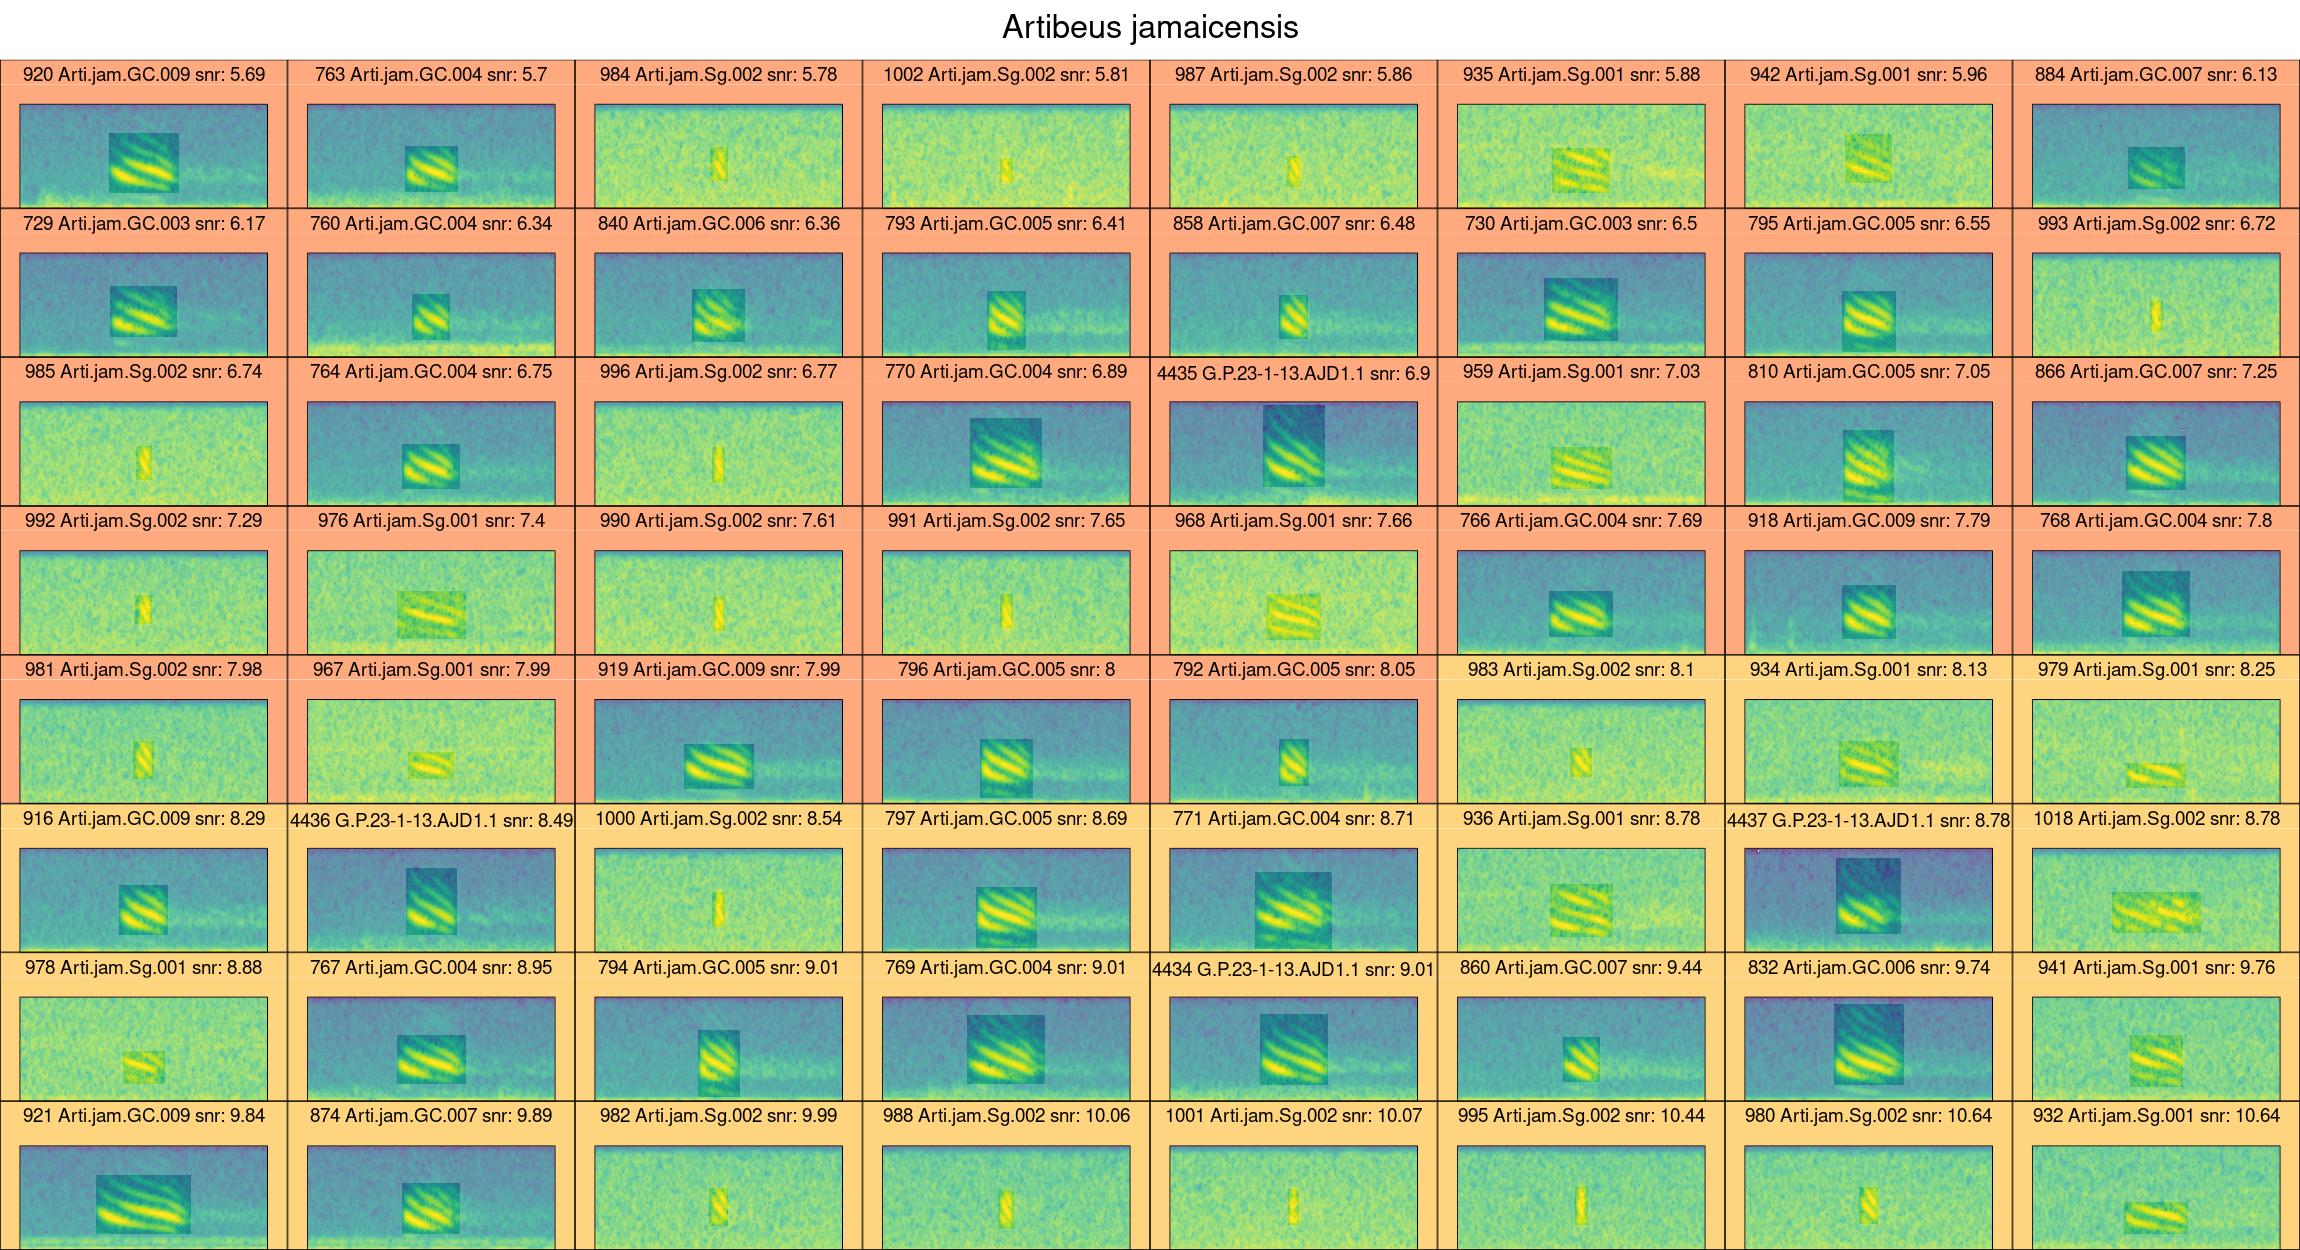 Artibeus jamaicensis
920 Arti.jam.GC.009 snr: 5.69
763 Arti.jam.GC.004 snr: 5.7
984 Arti.jam.Sg.002 snr: 5.78
1002 Arti.jam.Sg.002 snr: 5.81
987 Arti.jam.Sg.002 snr: 5.86
935 Arti.jam.Sg.001 snr: 5.88
942 Arti.jam.Sg.001 snr: 5.96
884 Arti.jam.GC.007 snr: 6.13
729 Arti.jam.GC.003 snr: 6.17
760 Arti.jam.GC.004 snr: 6.34
840 Arti.jam.GC.006 snr: 6.36
793 Arti.jam.GC.005 snr: 6.41
858 Arti.jam.GC.007 snr: 6.48
730 Arti.jam.GC.003 snr: 6.5
795 Arti.jam.GC.005 snr: 6.55
993 Arti.jam.Sg.002 snr: 6.72
985 Arti.jam.Sg.002 snr: 6.74
764 Arti.jam.GC.004 snr: 6.75
996 Arti.jam.Sg.002 snr: 6.77
770 Arti.jam.GC.004 snr: 6.89
4435 G.P.23-1-13.AJD1.1 snr: 6.9
959 Arti.jam.Sg.001 snr: 7.03
810 Arti.jam.GC.005 snr: 7.05
866 Arti.jam.GC.007 snr: 7.25
992 Arti.jam.Sg.002 snr: 7.29
976 Arti.jam.Sg.001 snr: 7.4
990 Arti.jam.Sg.002 snr: 7.61
991 Arti.jam.Sg.002 snr: 7.65
968 Arti.jam.Sg.001 snr: 7.66
766 Arti.jam.GC.004 snr: 7.69
918 Arti.jam.GC.009 snr: 7.79
768 Arti.jam.GC.004 snr: 7.8
981 Arti.jam.Sg.002 snr: 7.98
967 Arti.jam.Sg.001 snr: 7.99
919 Arti.jam.GC.009 snr: 7.99
796 Arti.jam.GC.005 snr: 8
792 Arti.jam.GC.005 snr: 8.05
983 Arti.jam.Sg.002 snr: 8.1
934 Arti.jam.Sg.001 snr: 8.13
979 Arti.jam.Sg.001 snr: 8.25
916 Arti.jam.GC.009 snr: 8.29
4436 G.P.23-1-13.AJD1.1 snr: 8.49
1000 Arti.jam.Sg.002 snr: 8.54
797 Arti.jam.GC.005 snr: 8.69
771 Arti.jam.GC.004 snr: 8.71
936 Arti.jam.Sg.001 snr: 8.78
4437 G.P.23-1-13.AJD1.1 snr: 8.78
1018 Arti.jam.Sg.002 snr: 8.78
978 Arti.jam.Sg.001 snr: 8.88
767 Arti.jam.GC.004 snr: 8.95
794 Arti.jam.GC.005 snr: 9.01
769 Arti.jam.GC.004 snr: 9.01
4434 G.P.23-1-13.AJD1.1 snr: 9.01
860 Arti.jam.GC.007 snr: 9.44
832 Arti.jam.GC.006 snr: 9.74
941 Arti.jam.Sg.001 snr: 9.76
921 Arti.jam.GC.009 snr: 9.84
874 Arti.jam.GC.007 snr: 9.89
982 Arti.jam.Sg.002 snr: 9.99
988 Arti.jam.Sg.002 snr: 10.06
1001 Arti.jam.Sg.002 snr: 10.07
995 Arti.jam.Sg.002 snr: 10.44
980 Arti.jam.Sg.002 snr: 10.64
932 Arti.jam.Sg.001 snr: 10.64